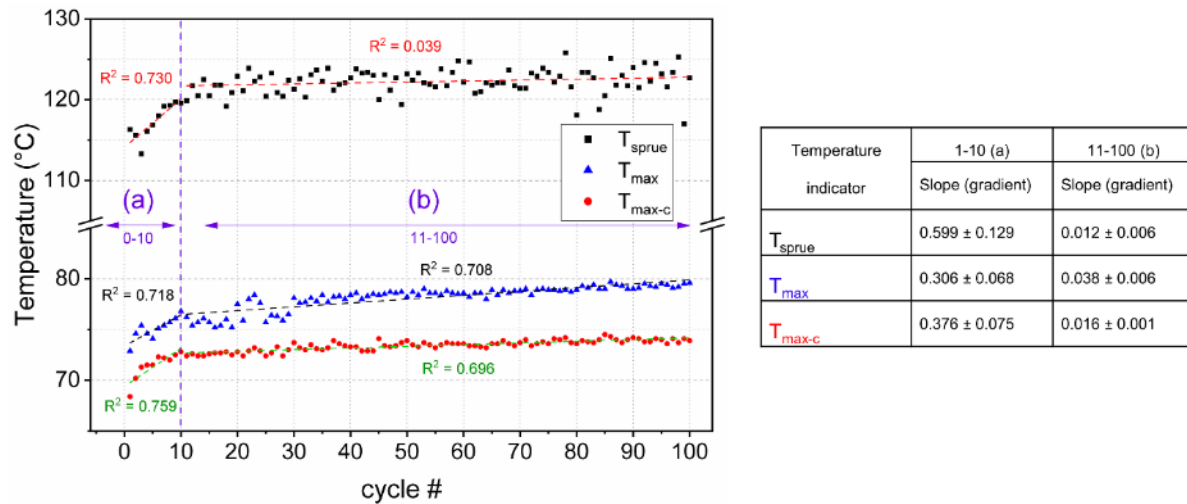 130
120
110
80
70
Temperature (°C)
R² = 0.730
R² = 0.039
T_sprue
T_max
T_max-c
(a)
(b)
0-10
11-100
R² = 0.718
R² = 0.708
R² = 0.759
R² = 0.696
0 10 20 30 40 50 60 70 80 90 100
cycle #
Temperature indicator 1-10 (a) 11-100 (b)
Slope (gradient) Slope (gradient)
T_sprue 0.599 ± 0.129 0.012 ± 0.006
T_max 0.306 ± 0.068 0.038 ± 0.006
T_max-c 0.376 ± 0.075 0.016 ± 0.001